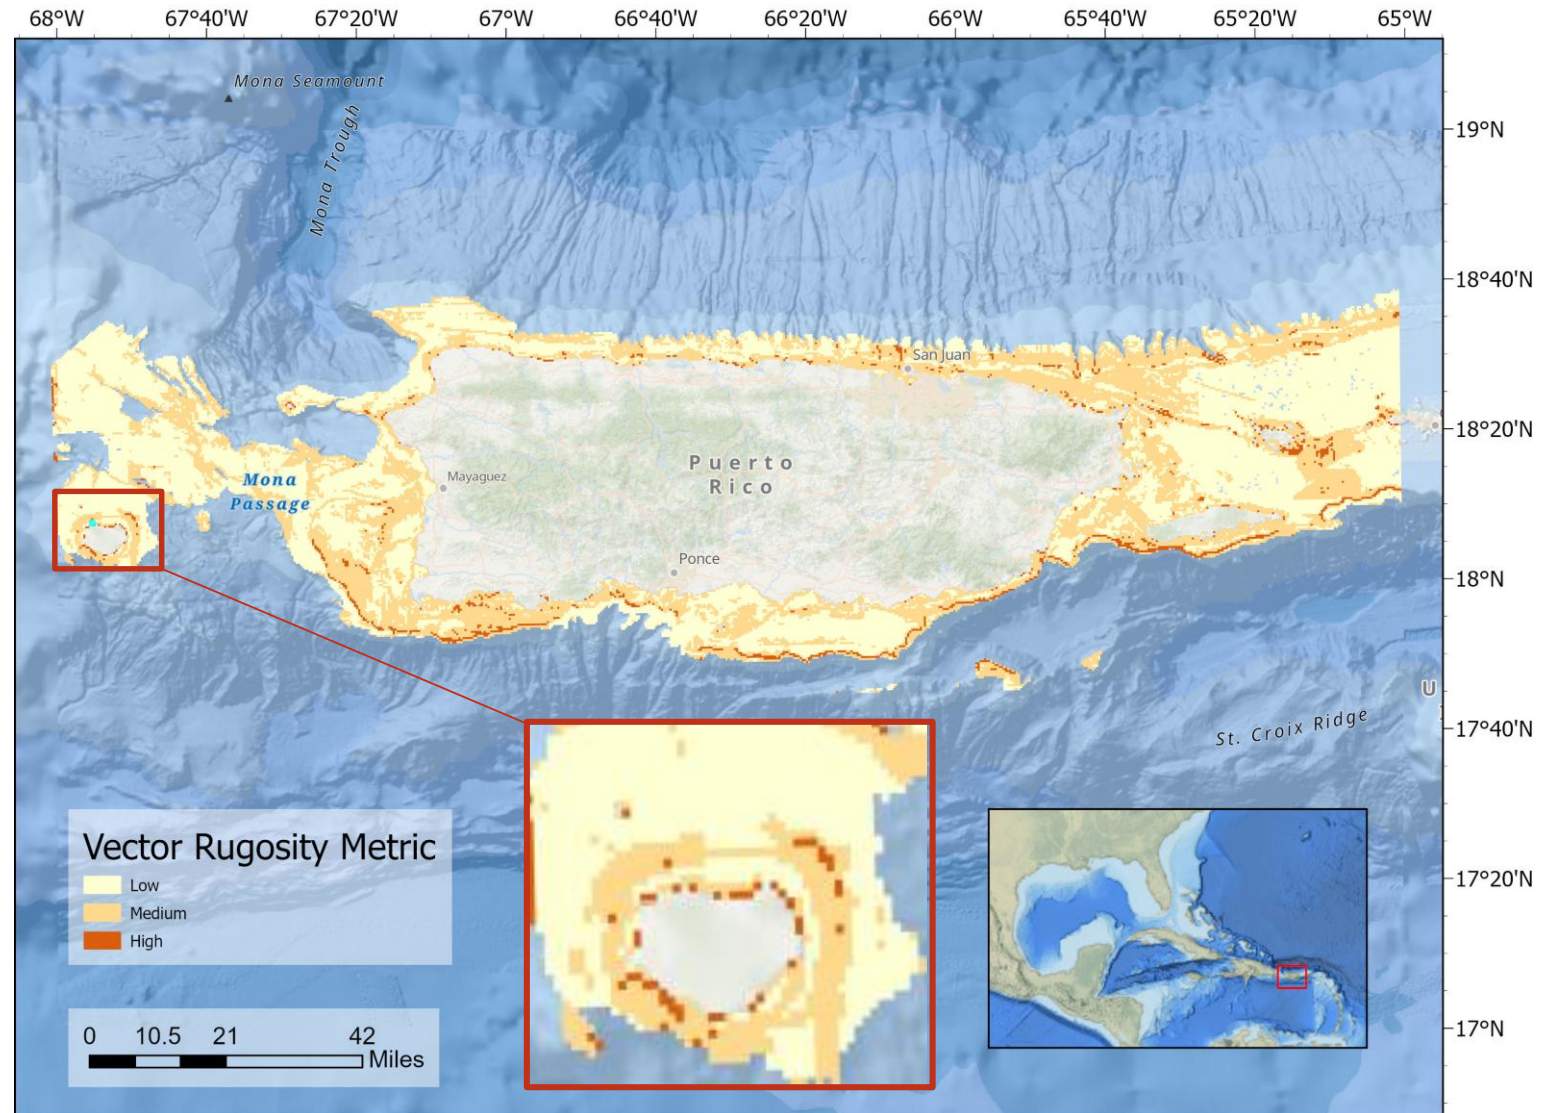 68°W 67°40'W 67°20'W 67°W 66°40'W 66°20'W 66°W 65°40'W 65°20'W 65°W
Mona Seamount
Mona Trough
19°N
18°40'N
San Juan
18°20'N
Mayaguez
Puerto
Rico
Mona
Passage
Ponce
18°N
U
St. Croix Ridge
17°40'N
Vector Rugosity Metric
Low
Medium
High
17°20'N
0 10.5 21 42
Miles
17°N